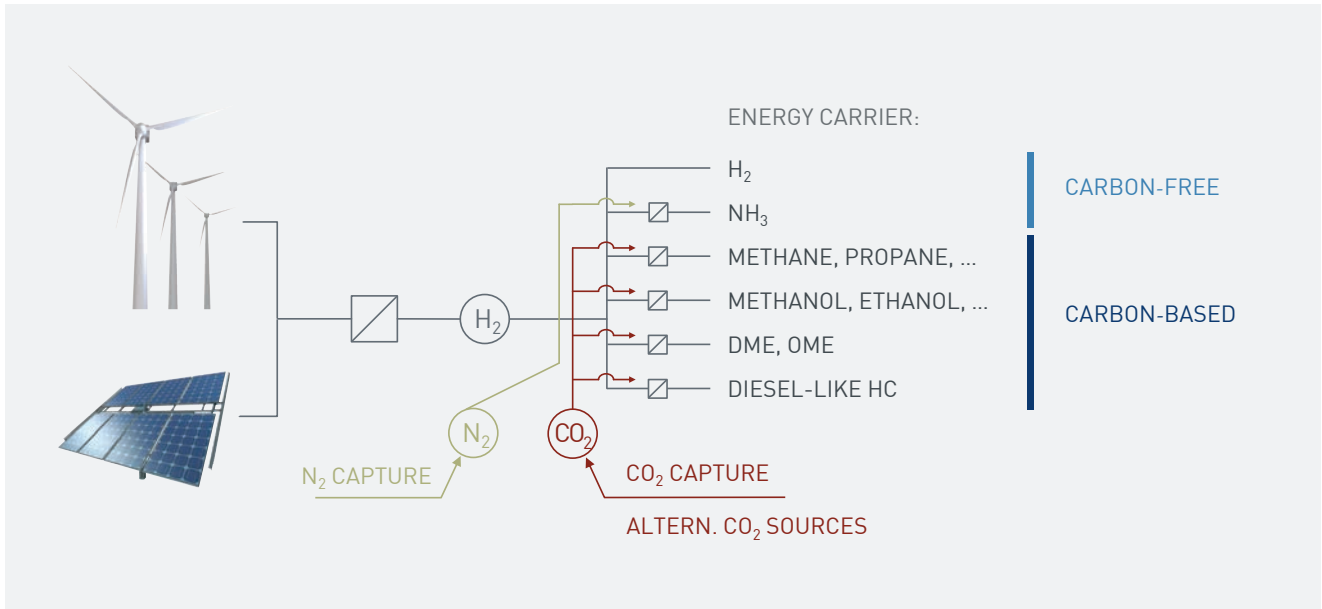 ENERGY CARRIER:
H₂
CARBON-FREE
NH₃
METHANE, PROPANE, ...
METHANOL, ETHANOL, ...
CARBON-BASED
H₂
DME, OME
DIESEL-LIKE HC
N₂
CO₂
N₂ CAPTURE
CO₂ CAPTURE
ALTERN. CO₂ SOURCES